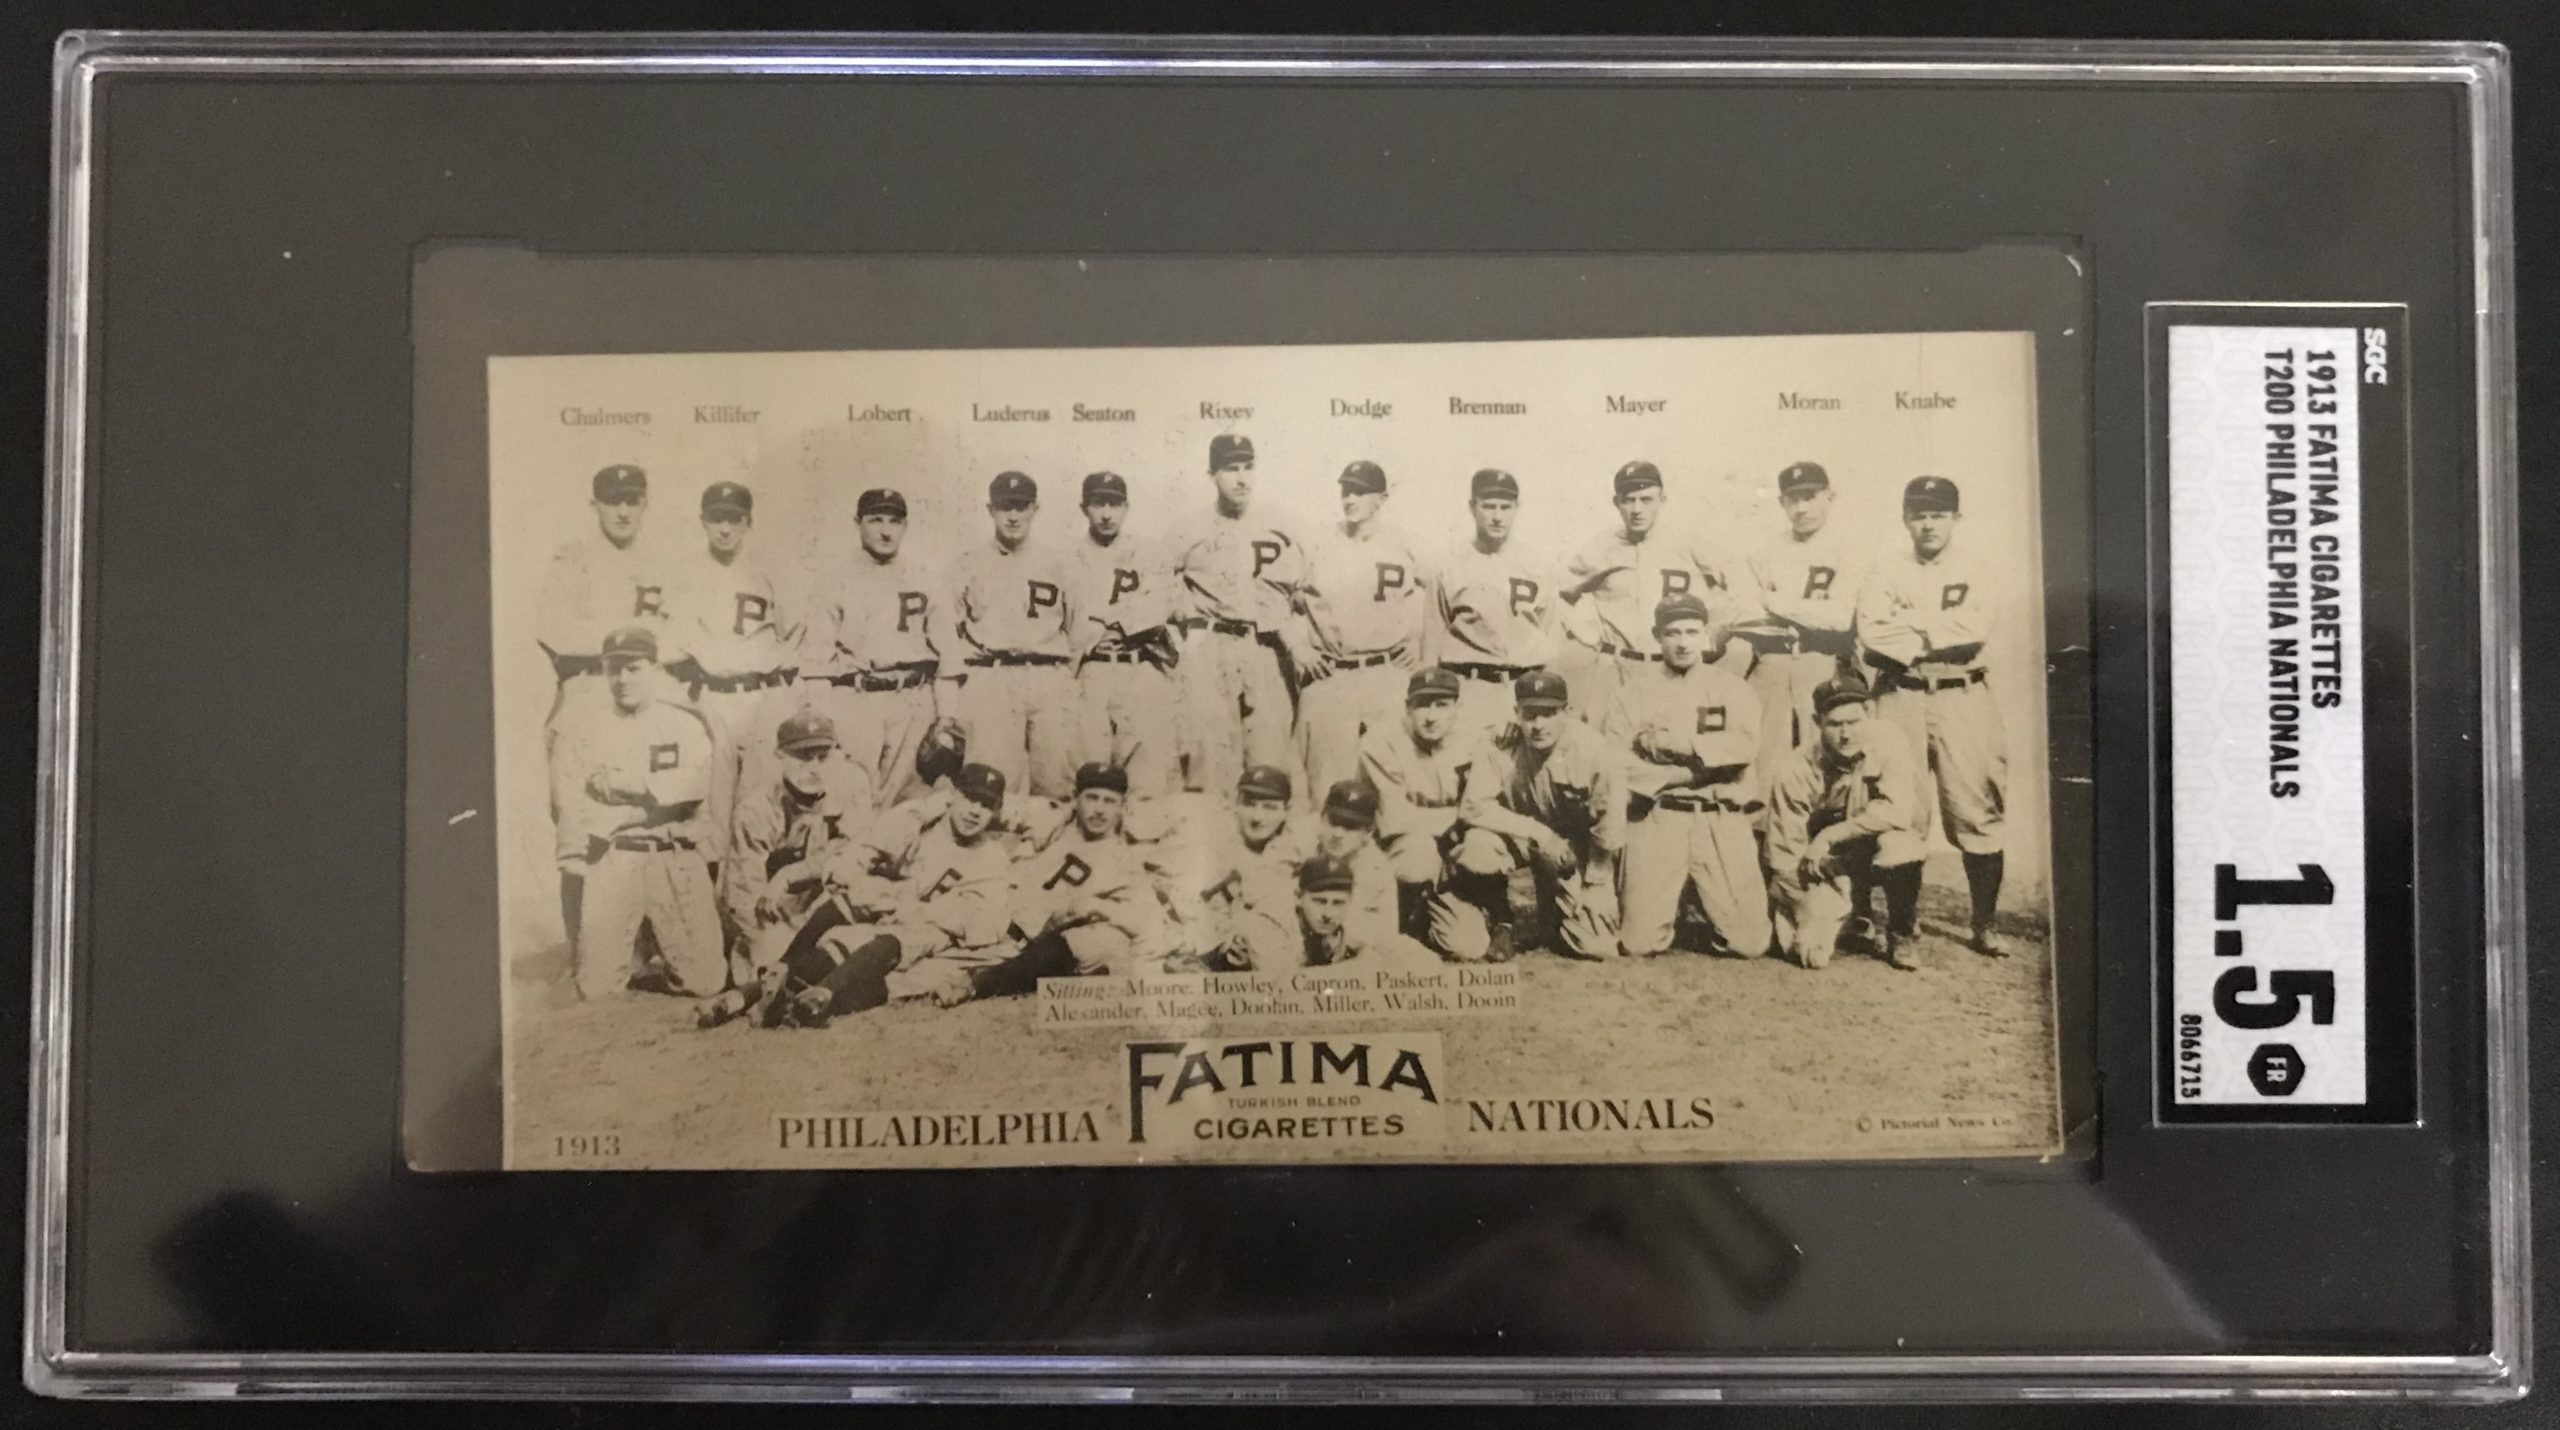 Chalmers Killifer Lobert Luderus Seaton Rixey Dodge Brennan Mayer Moran Knabe
Sitting: Moore, Howley, Capron, Paskert, Dolan
Alexander, Magee, Doolan, Miller, Walsh, Dooin
FATIMA
TURKISH BLEND
CIGARETTES
PHILADELPHIA NATIONALS
1913
© Pictorial News Co.
SGC
1913 FATIMA CIGARETTES
T200 PHILADELPHIA NATIONALS
1.5
FR
8066715